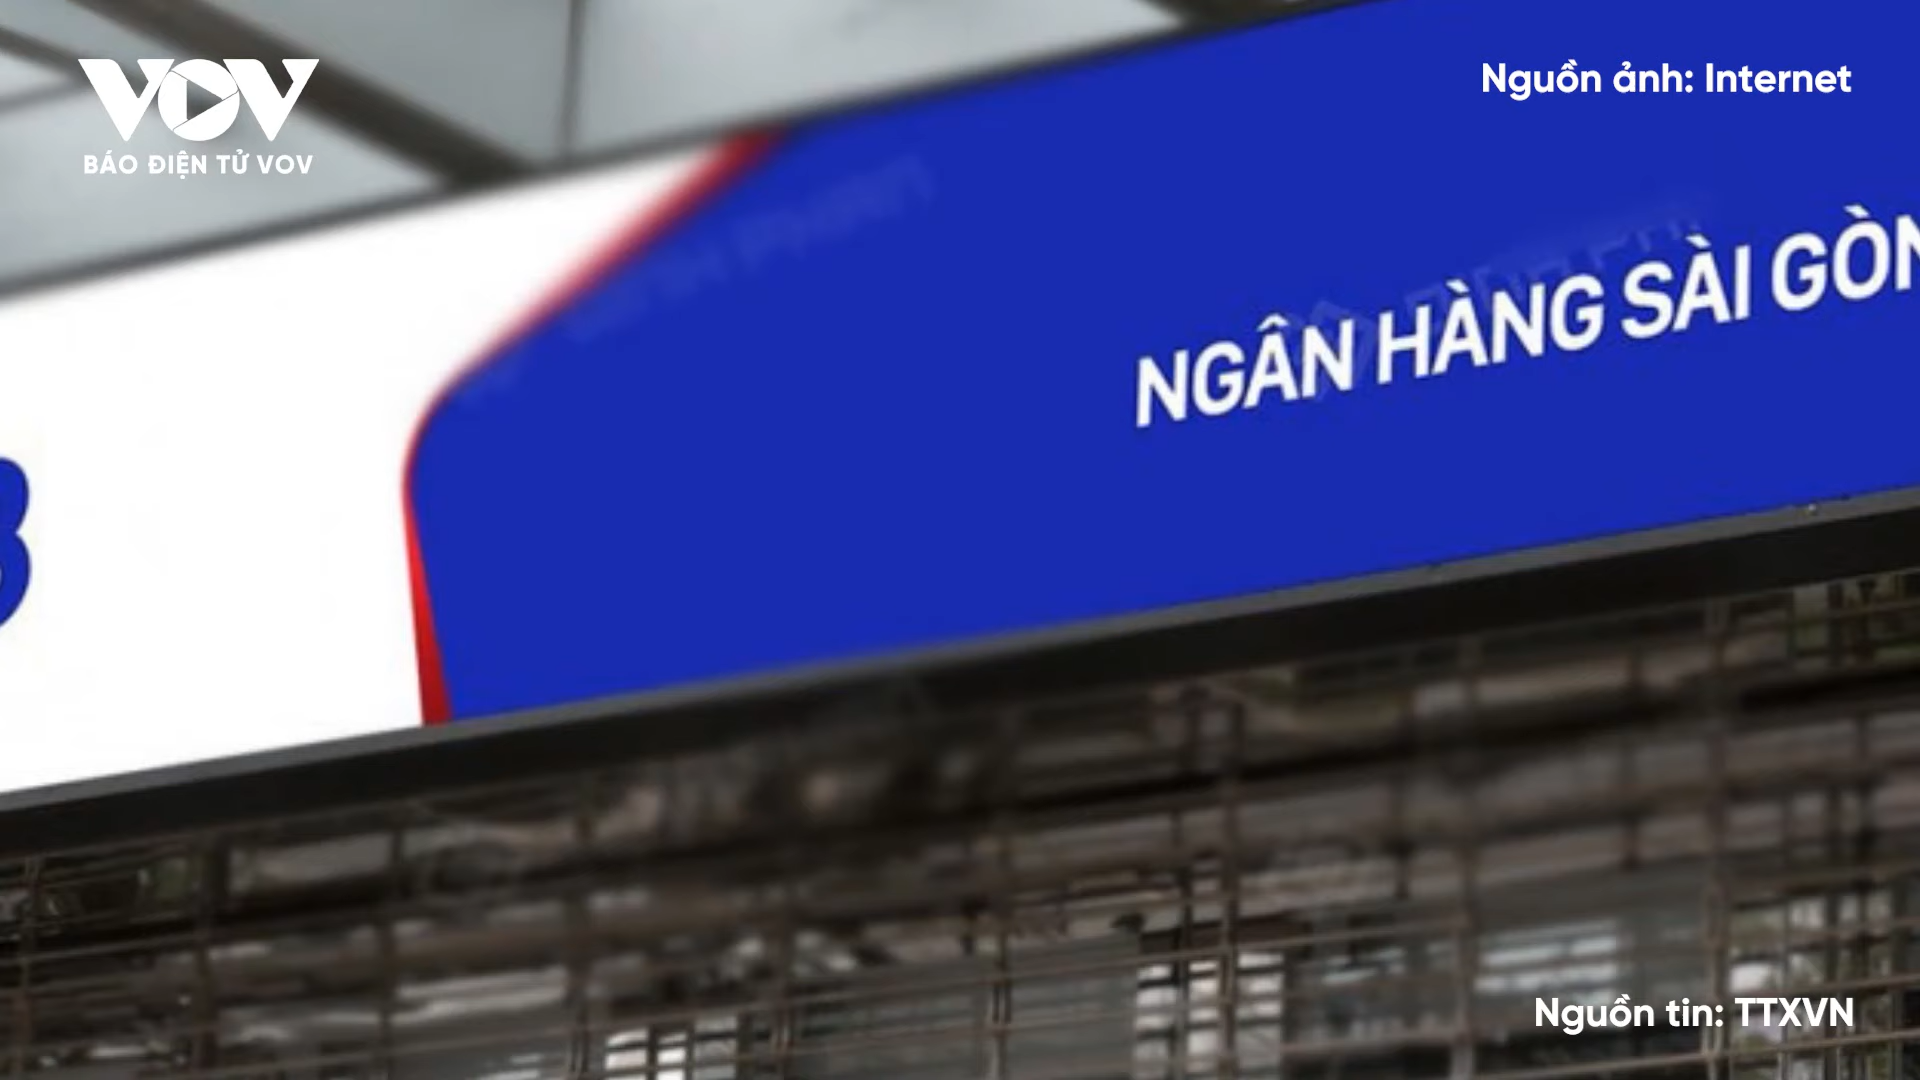 VOV
BÁO ĐIỆN TỬ VOV
Nguồn ảnh: Internet
NGÂN HÀNG SÀI GÒN
Nguồn tin: TTXVN